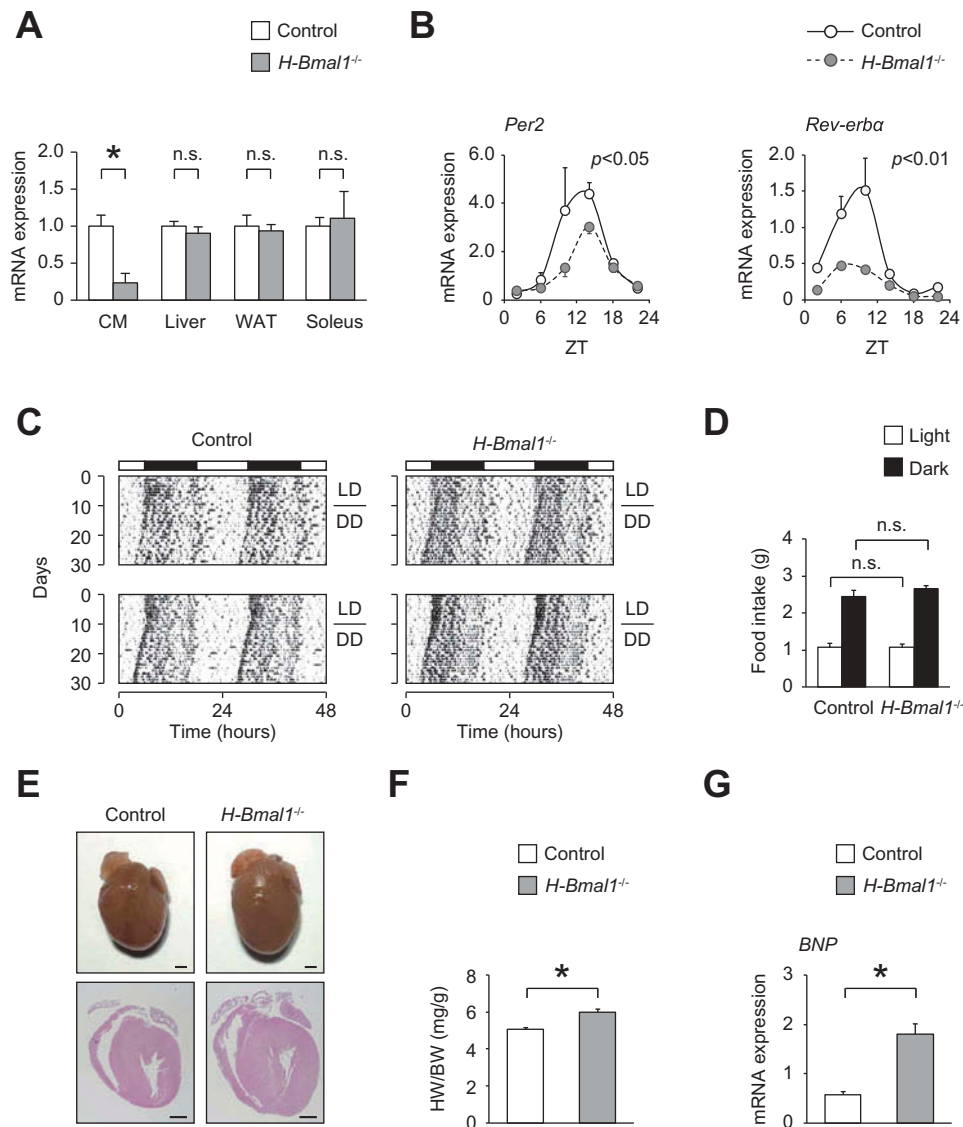 A
Control
H-Bmal1-/-
mRNA expression
2.0
1.5
1.0
0.5
0
*
n.s.
n.s.
n.s.
CM
Liver
WAT
Soleus
B
Control
H-Bmal1-/-
Per2
p<0.05
mRNA expression
6.0
4.0
2.0
0
0 6 12 18 24
ZT
Rev-erbα
p<0.01
mRNA expression
2.0
1.5
1.0
0.5
0
0 6 12 18 24
ZT
C
Control
H-Bmal1-/-
Days
0
10
20
30
LD
DD
LD
DD
0
10
20
30
LD
DD
LD
DD
0 24 48
Time (hours)
0 24 48
Time (hours)
D
Light
Dark
Food intake (g)
4
3
2
1
0
n.s.
n.s.
Control H-Bmal1-/-
E
Control
H-Bmal1-/-
F
Control
H-Bmal1-/-
HW/BW (mg/g)
8
6
4
2
0
*
G
Control
H-Bmal1-/-
BNP
mRNA expression
3
2
1
0
*